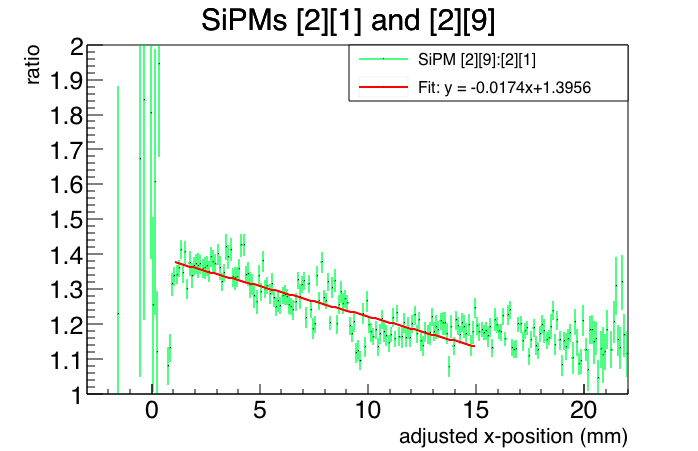 SiPMs [2][1] and [2][9]
ratio
2
1.9
1.8
1.7
1.6
1.5
1.4
1.3
1.2
1.1
1
SiPM [2][9]:[2][1]
Fit: y = -0.0174x+1.3956
0 5 10 15 20
adjusted x-position (mm)